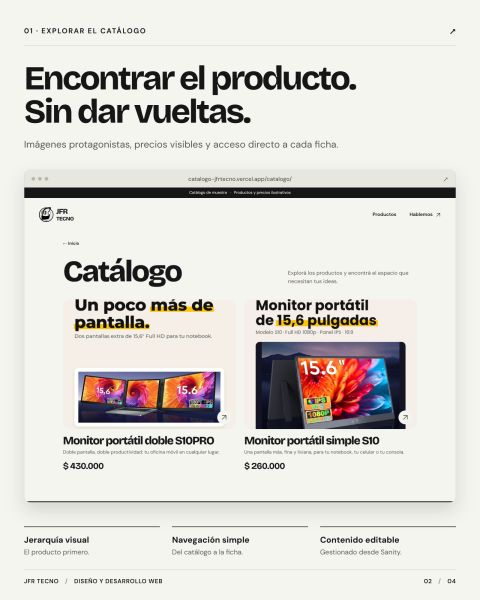 01 · EXPLORAR EL CATÁLOGO ↗
Encontrar el producto.
Sin dar vueltas.
Imágenes protagonistas, precios visibles y acceso directo a cada ficha.
catalogo-jfrtecno.vercel.app/catalogo/ ↗
Catálogo de muestra · Productos y precios ilustrativos
JFR
TECNO
Productos Hablemos ↗
← Inicio
Catálogo
Explorá los productos y encontrá el espacio que
necesitan tus ideas.
Un poco más de
pantalla.
Dos pantallas extra de 15,6" Full HD para tu notebook.
15.6"
15.6"
Monitor portátil
de 15,6 pulgadas
Modelo S10 · Full HD 1080p · Panel IPS · 16:9
15.6"
IPS
1080P
Monitor portátil doble S10PRO
Doble pantalla, doble productividad: tu oficina móvil en cualquier lugar.
$ 430.000
Monitor portátil simple S10
Una pantalla más, fina y liviana, para tu notebook, tu celular o tu consola.
$ 260.000
Jerarquía visual
El producto primero.
Navegación simple
Del catálogo a la ficha.
Contenido editable
Gestionado desde Sanity.
JFR TECNO / DISEÑO Y DESARROLLO WEB
02 / 04